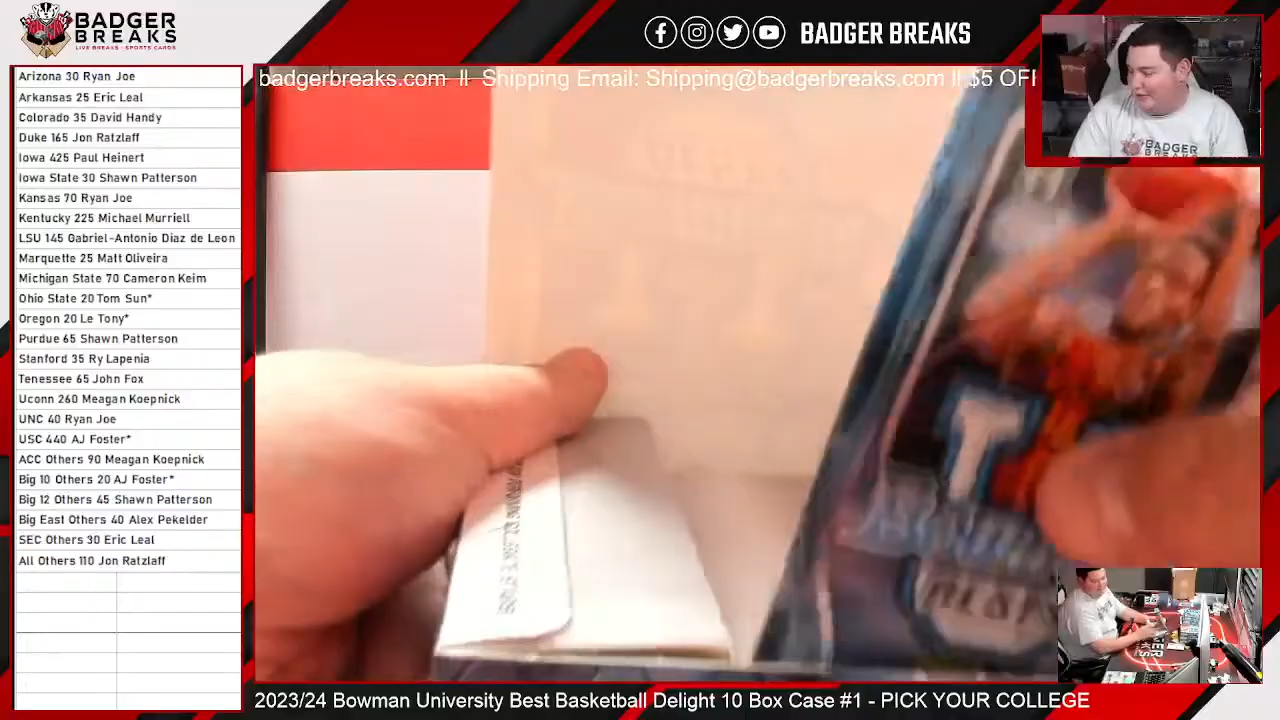 BADGER
BREAKS
LIVE BREAKS - SPORTS CARDS
BADGER BREAKS
badgerbreaks.com ll Shipping Email: Shipping@badgerbreaks.com ll $5 OFF
Arizona 30 Ryan Joe
Arkansas 25 Eric Leal
Colorado 35 David Handy
Duke 165 Jon Ratzlaff
Iowa 425 Paul Heinert
Iowa State 30 Shawn Patterson
Kansas 70 Ryan Joe
Kentucky 225 Michael Murriell
LSU 145 Gabriel-Antonio Diaz de Leon
Marquette 25 Matt Oliveira
Michigan State 70 Cameron Keim
Ohio State 20 Tom Sun*
Oregon 20 Le Tony*
Purdue 65 Shawn Patterson
Stanford 35 Ry Lapenia
Tenessee 65 John Fox
Uconn 260 Meagan Koepnick
UNC 40 Ryan Joe
USC 440 AJ Foster*
ACC Others 90 Meagan Koepnick
Big 10 Others 20 AJ Foster*
Big 12 Others 45 Shawn Patterson
Big East Others 40 Alex Pekelder
SEC Others 30 Eric Leal
All Others 110 Jon Ratzlaff
BADGER
BREAKS
2023/24 Bowman University Best Basketball Delight 10 Box Case #1 - PICK YOUR COLLEGE